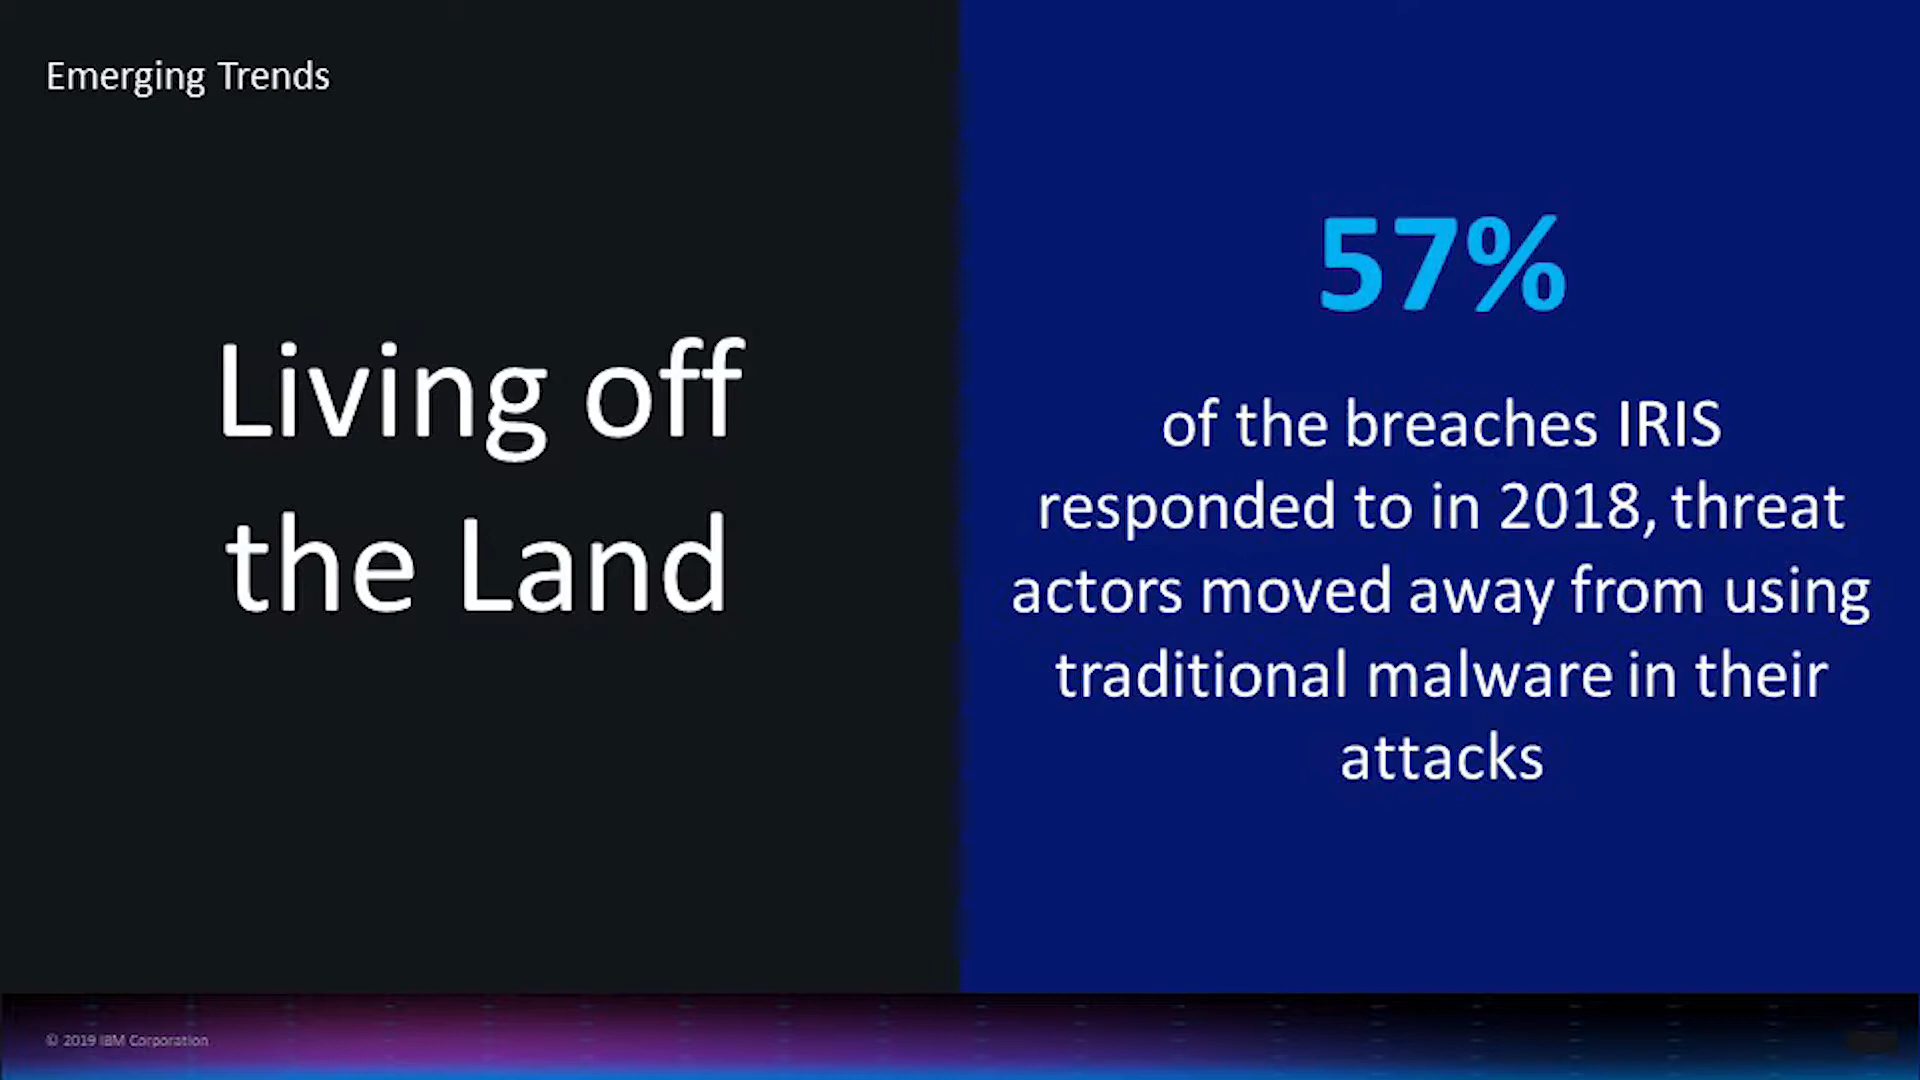 Emerging Trends
Living off
the Land
57%
of the breaches IRIS
responded to in 2018, threat
actors moved away from using
traditional malware in their
attacks
© 2019 IBM Corporation